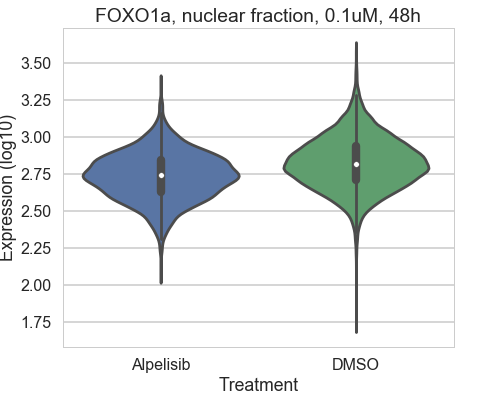 FOXO1a, nuclear fraction, 0.1uM, 48h
Expression (log10)
3.50
3.25
3.00
2.75
2.50
2.25
2.00
1.75
Alpelisib
DMSO
Treatment